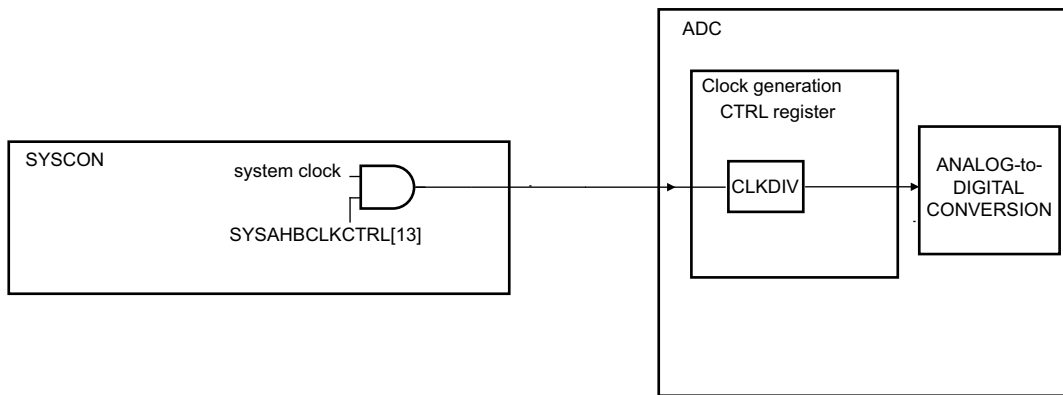 ADC
Clock generation
CTRL register
SYSCON
system clock
SYSAHBCLKCTRL[13]
CLKDIV
ANALOG-to-
DIGITAL
CONVERSION